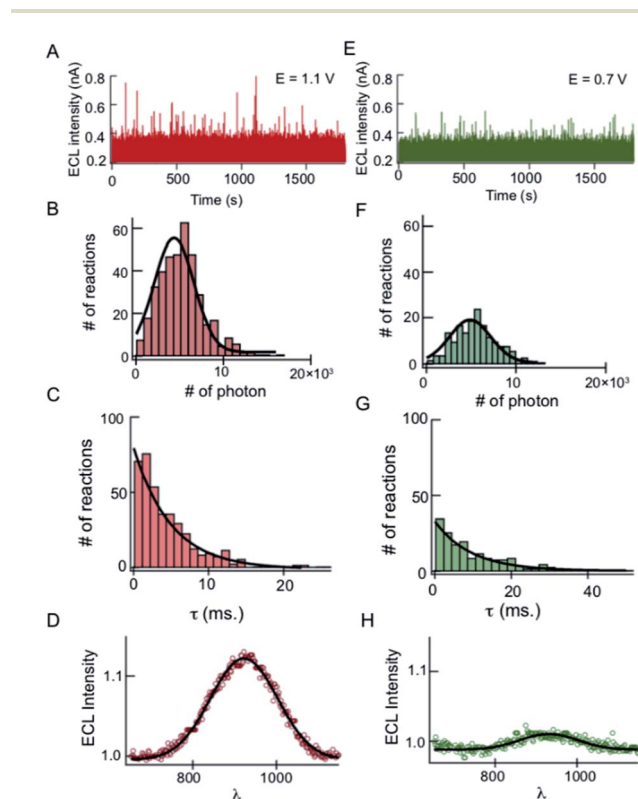 A
E = 1.1 V
ECL intensity (nA)
0.8
0.6
0.4
0.2
0
500
1000
1500
Time (s)
E
E = 0.7 V
ECL intensity (nA)
0.8
0.6
0.4
0.2
0
500
1000
1500
Time (s)
B
# of reactions
60
40
20
0
0
10
20×10³
# of photon
F
# of reactions
60
40
20
0
0
10
20×10³
# of photon
C
# of reactions
100
50
0
0
10
20
τ (ms.)
G
# of reactions
100
50
0
0
20
40
τ (ms.)
D
ECL Intensity
1.1
1.0
800
1000
λ
H
ECL Intensity
1.1
1.0
800
1000
λ